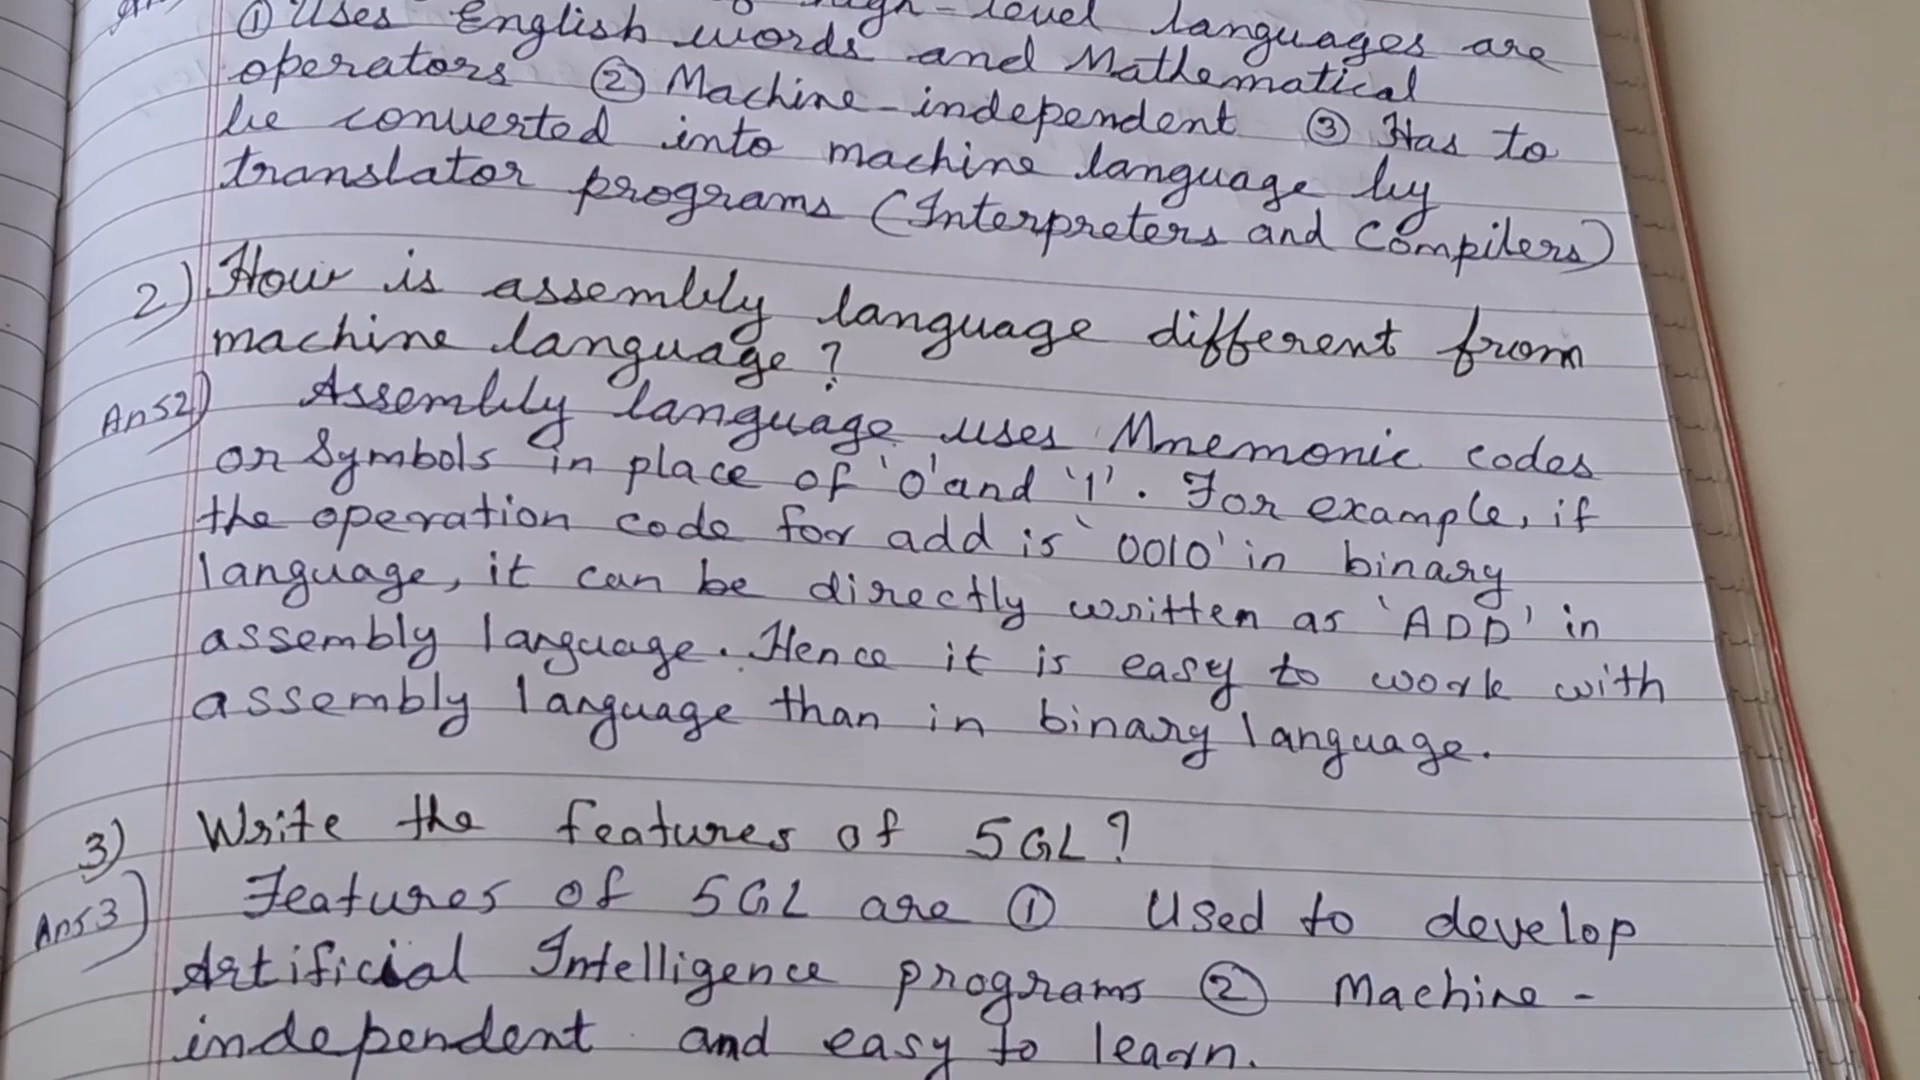 high-level languages are
① Uses English words and Mathematical
operators ② Machine-independent ③ Has to
be converted into machine language by
translator programs (Interpreters and Compilers)
2) How is assembly language different from
machine language?
Ans2) Assembly language uses Mnemonic codes
or Symbols in place of '0' and '1'. For example, if
the operation code for add is '0010' in binary
language, it can be directly written as 'ADD' in
assembly language. Hence it is easy to work with
assembly language than in binary language.
3) Write the features of 5GL?
Ans3) Features of 5GL are ① Used to develop
Artificial Intelligence programs ② Machine-
independent and easy to learn.